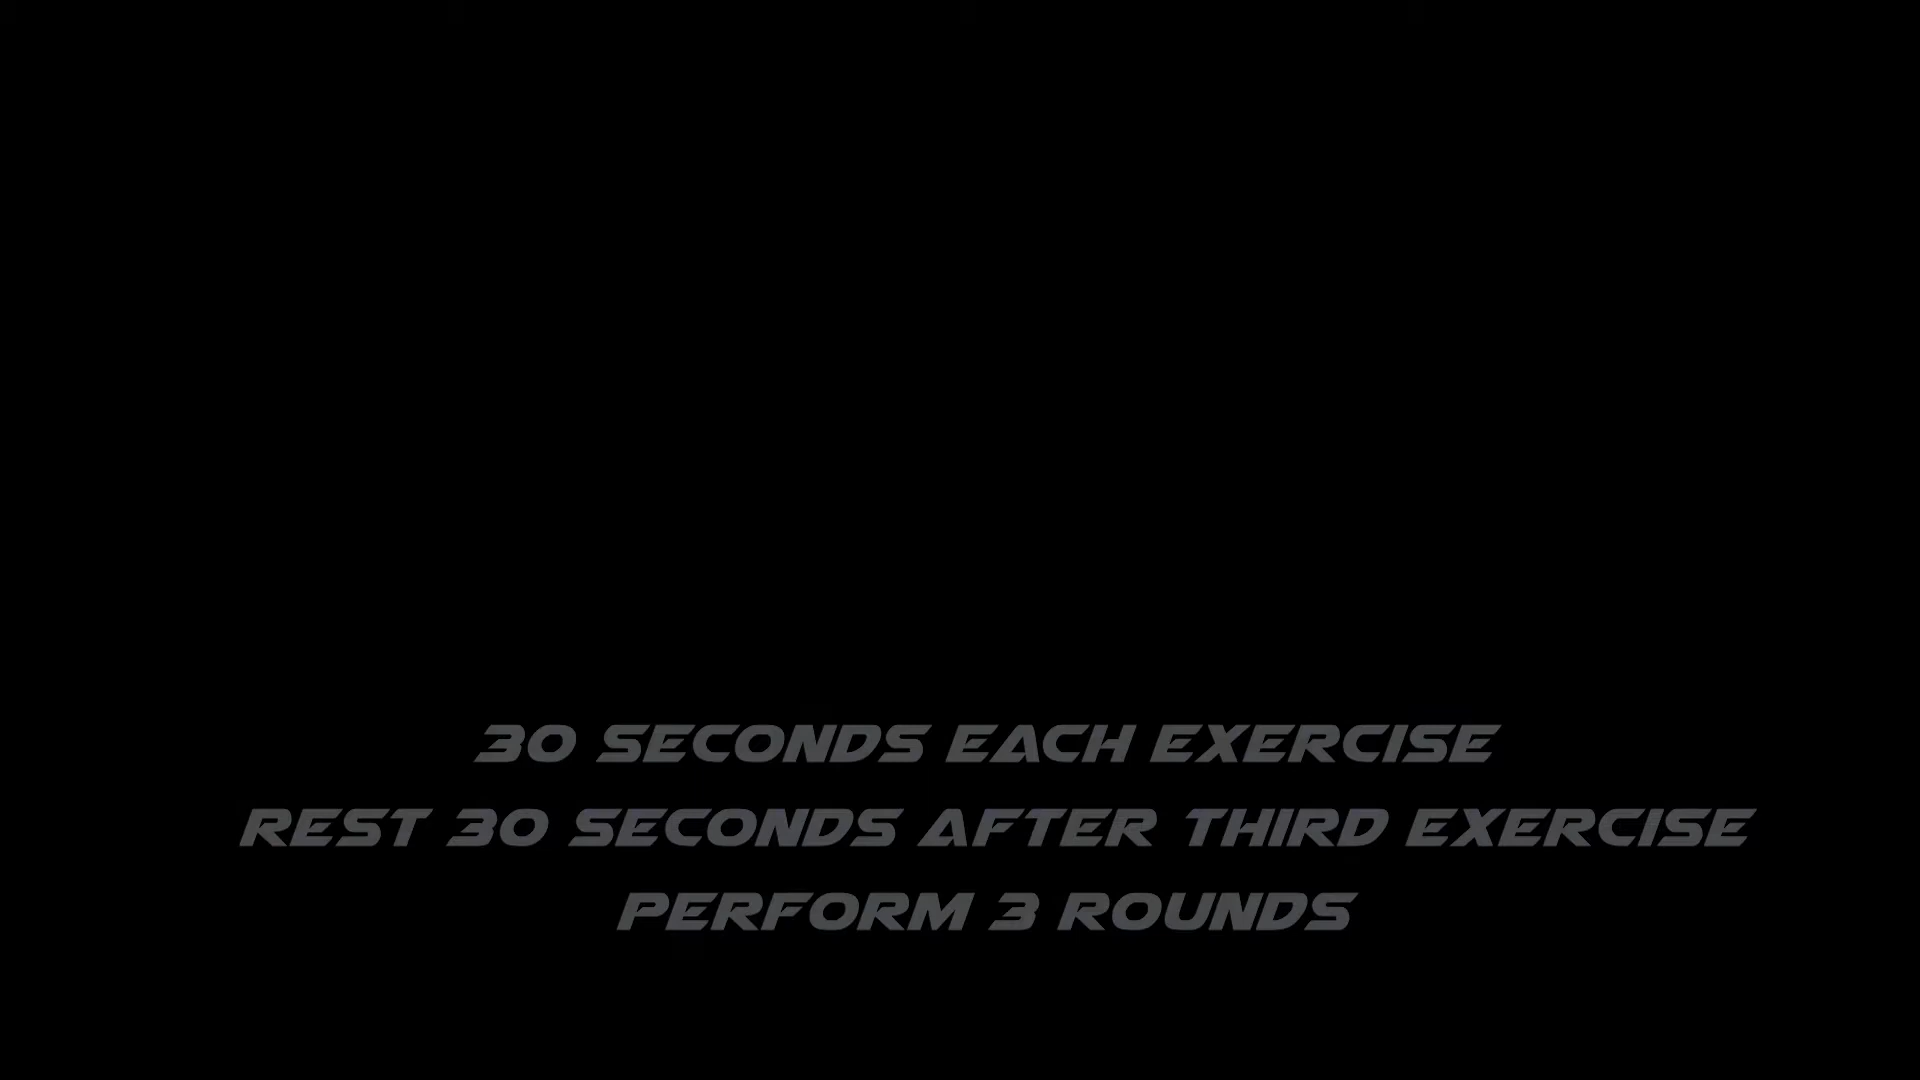 30 SECONDS EACH EXERCISE
REST 30 SECONDS AFTER THIRD EXERCISE
PERFORM 3 ROUNDS